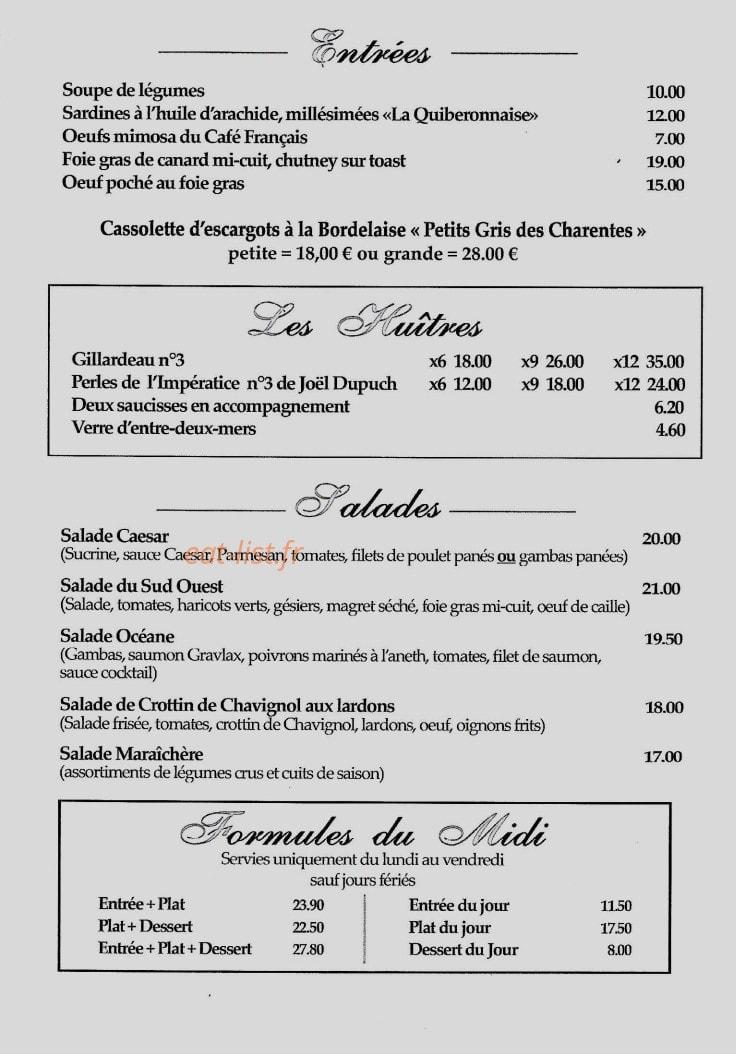 Entrées
Soupe de légumes 10.00
Sardines à l'huile d'arachide, millésimées «La Quiberonnaise» 12.00
Oeufs mimosa du Café Français 7.00
Foie gras de canard mi-cuit, chutney sur toast 19.00
Oeuf poché au foie gras 15.00
Cassolette d'escargots à la Bordelaise « Petits Gris des Charentes »
petite = 18,00 € ou grande = 28.00 €
Les Huîtres
Gillardeau n°3 x6 18.00 x9 26.00 x12 35.00
Perles de l'Impératice n°3 de Joël Dupuch x6 12.00 x9 18.00 x12 24.00
Deux saucisses en accompagnement 6.20
Verre d'entre-deux-mers 4.60
Salades
Salade Caesar 20.00
(Sucrine, sauce Caesar, Parmesan, tomates, filets de poulet panés ou gambas panées)
eat-list.fr
Salade du Sud Ouest 21.00
(Salade, tomates, haricots verts, gésiers, magret séché, foie gras mi-cuit, oeuf de caille)
Salade Océane 19.50
(Gambas, saumon Gravlax, poivrons marinés à l'aneth, tomates, filet de saumon,
sauce cocktail)
Salade de Crottin de Chavignol aux lardons 18.00
(Salade frisée, tomates, crottin de Chavignol, lardons, oeuf, oignons frits)
Salade Maraîchère 17.00
(assortiments de légumes crus et cuits de saison)
Formules du Midi
Servies uniquement du lundi au vendredi
sauf jours fériés
Entrée + Plat 23.90
Plat + Dessert 22.50
Entrée + Plat + Dessert 27.80
Entrée du jour 11.50
Plat du jour 17.50
Dessert du Jour 8.00